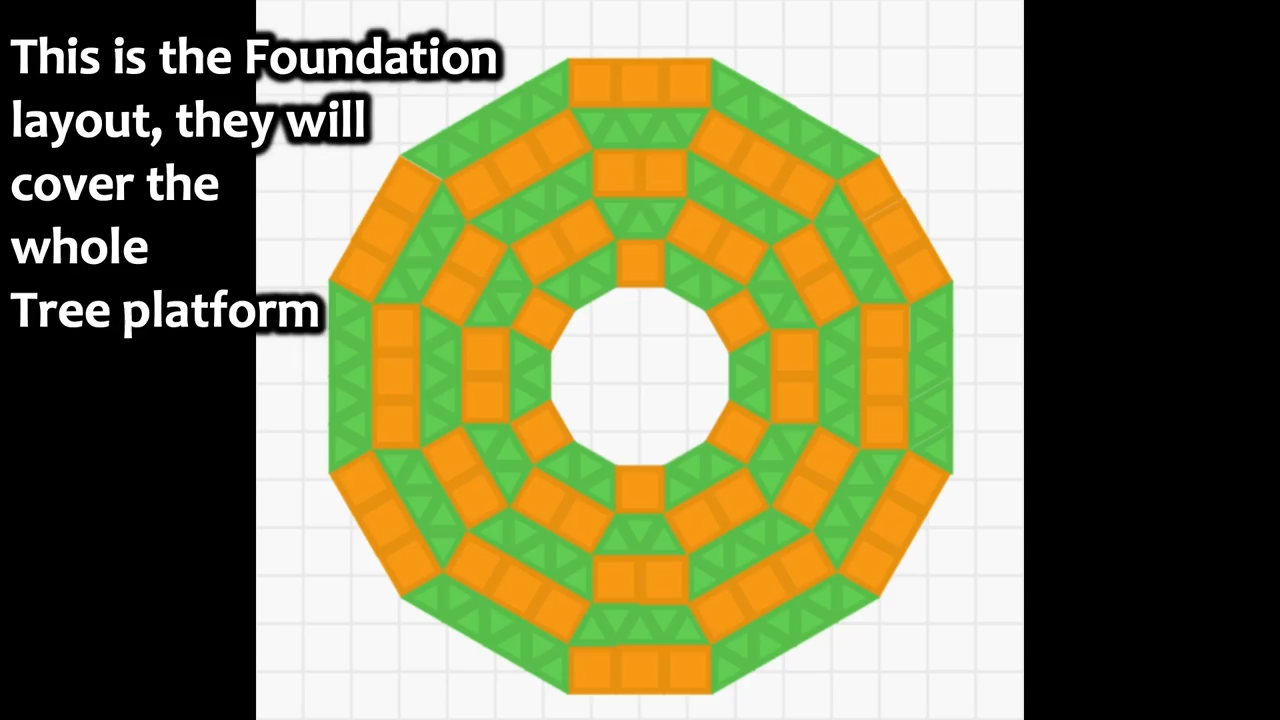 This is the Foundation
layout, they will
cover the
whole
Tree platform